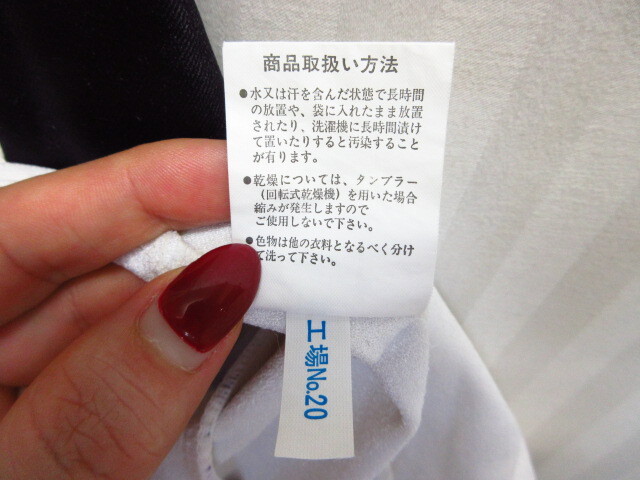 商品取扱い方法
●水又は汗を含んだ状態で長時間
の放置や、袋に入れたまま放置
されたり、洗濯機に長時間漬け
て置いたりすると汚染すること
が有ります。
●乾燥については、タンブラー
(回転式乾燥機)を用いた場合
縮みが発生しますので
ご使用しないで下さい。
●色物は他の衣料となるべく分け
て洗って下さい。
工場No.20